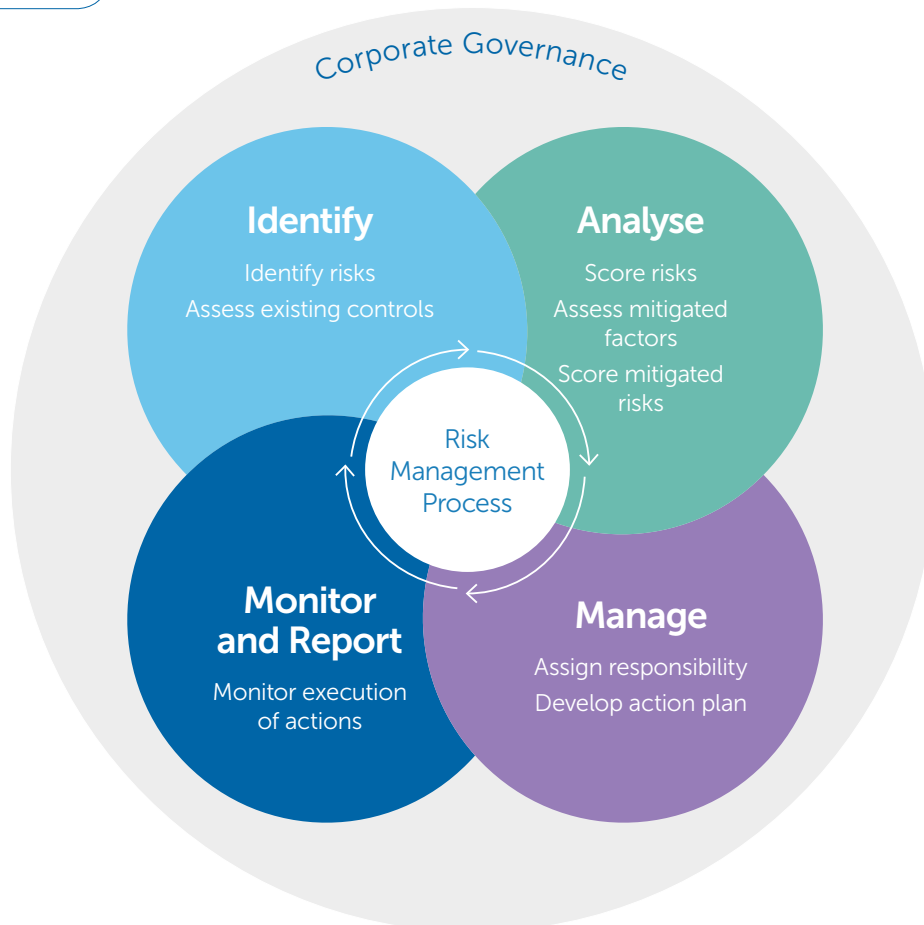 Corporate Governance
Identify
Identify risks
Assess existing controls
Analyse
Score risks
Assess mitigated
factors
Score mitigated
risks
Risk
Management
Process
Monitor
and Report
Monitor execution
of actions
Manage
Assign responsibility
Develop action plan